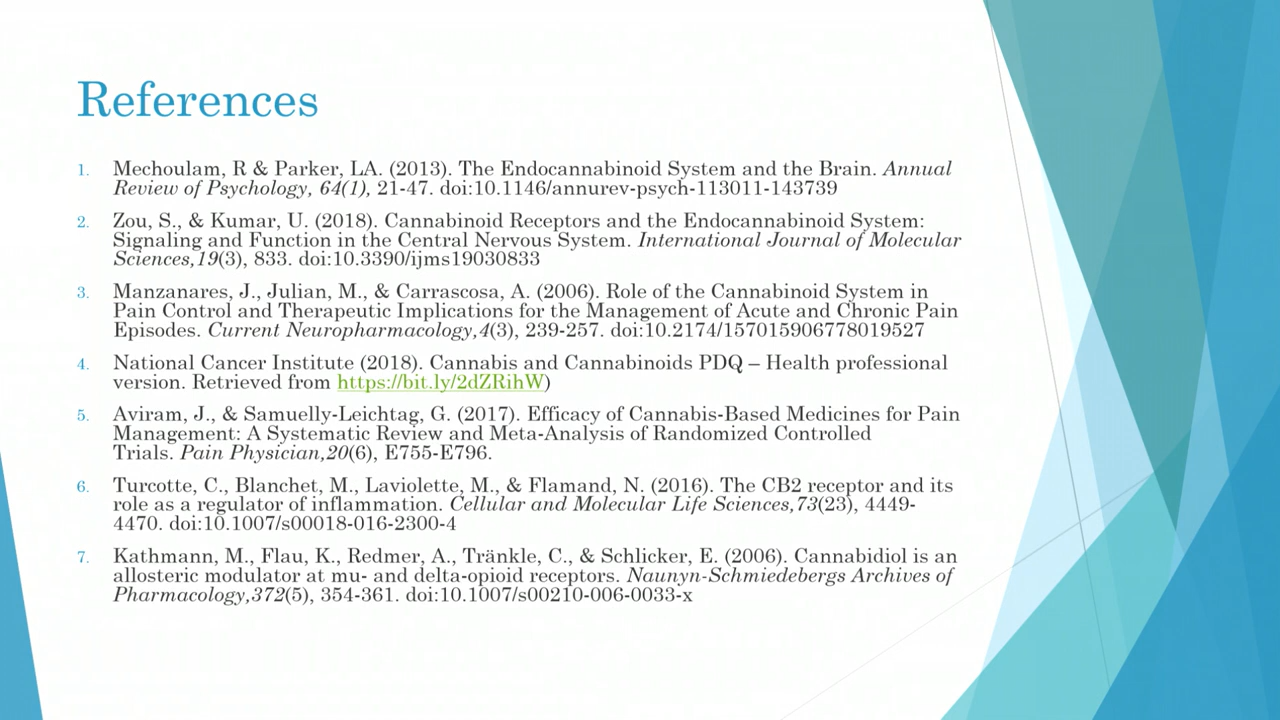 References
1. Mechoulam, R & Parker, LA. (2013). The Endocannabinoid System and the Brain. Annual
Review of Psychology, 64(1), 21-47. doi:10.1146/annurev-psych-113011-143739
2. Zou, S., & Kumar, U. (2018). Cannabinoid Receptors and the Endocannabinoid System:
Signaling and Function in the Central Nervous System. International Journal of Molecular
Sciences,19(3), 833. doi:10.3390/ijms19030833
3. Manzanares, J., Julian, M., & Carrascosa, A. (2006). Role of the Cannabinoid System in
Pain Control and Therapeutic Implications for the Management of Acute and Chronic Pain
Episodes. Current Neuropharmacology,4(3), 239-257. doi:10.2174/157015906778019527
4. National Cancer Institute (2018). Cannabis and Cannabinoids PDQ – Health professional
version. Retrieved from https://bit.ly/2dZRihW)
5. Aviram, J., & Samuelly-Leichtag, G. (2017). Efficacy of Cannabis-Based Medicines for Pain
Management: A Systematic Review and Meta-Analysis of Randomized Controlled
Trials. Pain Physician,20(6), E755-E796.
6. Turcotte, C., Blanchet, M., Laviolette, M., & Flamand, N. (2016). The CB2 receptor and its
role as a regulator of inflammation. Cellular and Molecular Life Sciences,73(23), 4449-
4470. doi:10.1007/s00018-016-2300-4
7. Kathmann, M., Flau, K., Redmer, A., Tränkle, C., & Schlicker, E. (2006). Cannabidiol is an
allosteric modulator at mu- and delta-opioid receptors. Naunyn-Schmiedebergs Archives of
Pharmacology,372(5), 354-361. doi:10.1007/s00210-006-0033-x